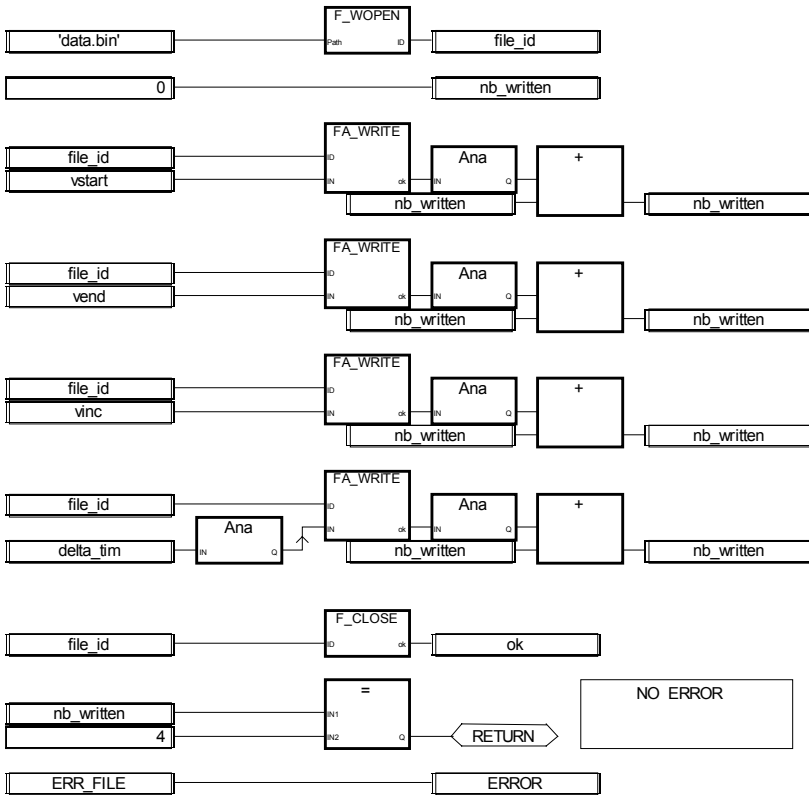 F_WOPEN
'data.bin' Path ID file_id
0 nb_written
FA_WRITE
file_id ID Ana +
vstart IN ok IN Q
nb_written nb_written
FA_WRITE
file_id ID Ana +
vend IN ok IN Q
nb_written nb_written
FA_WRITE
file_id ID Ana +
vinc IN ok IN Q
nb_written nb_written
FA_WRITE
file_id ID Ana +
Ana IN ok IN Q
delta_tim IN Q nb_written nb_written
F_CLOSE
file_id ID ok ok
= NO ERROR
nb_written IN1
4 IN2 Q RETURN
ERR_FILE ERROR